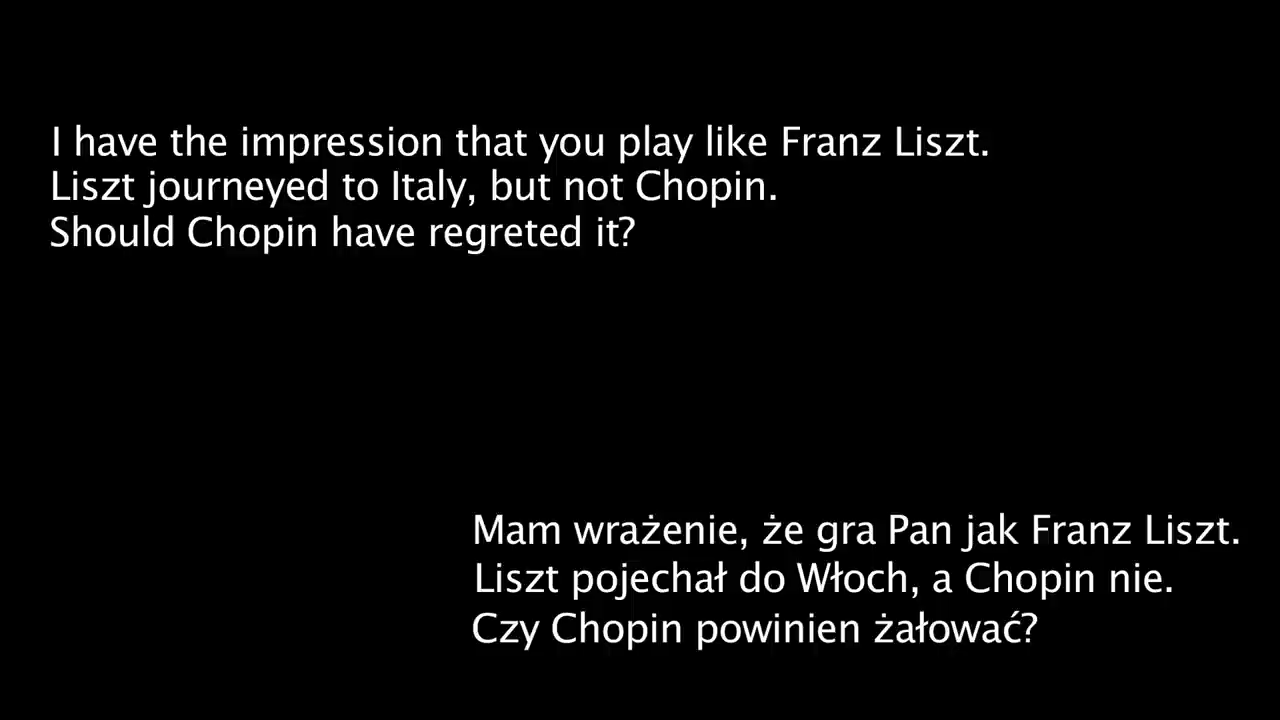 I have the impression that you play like Franz Liszt.
Liszt journeyed to Italy, but not Chopin.
Should Chopin have regreted it?
Mam wrażenie, że gra Pan jak Franz Liszt.
Liszt pojechał do Włoch, a Chopin nie.
Czy Chopin powinien żałować?